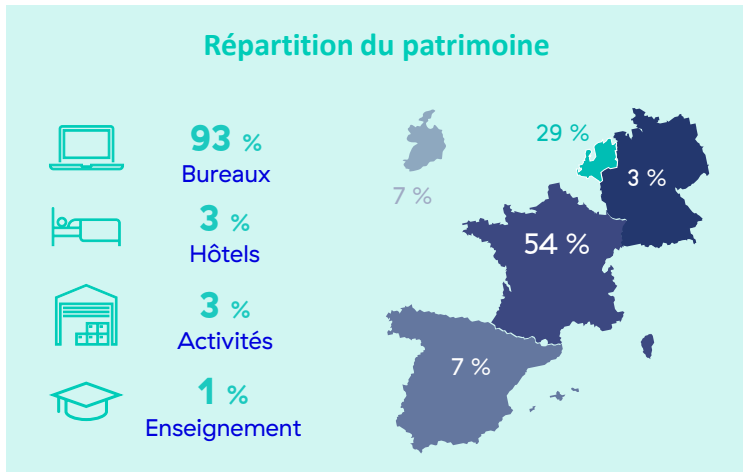 Répartition du patrimoine
93 %
Bureaux
3 %
Hôtels
3 %
Activités
1 %
Enseignement
29 %
7 %
3 %
54 %
7 %